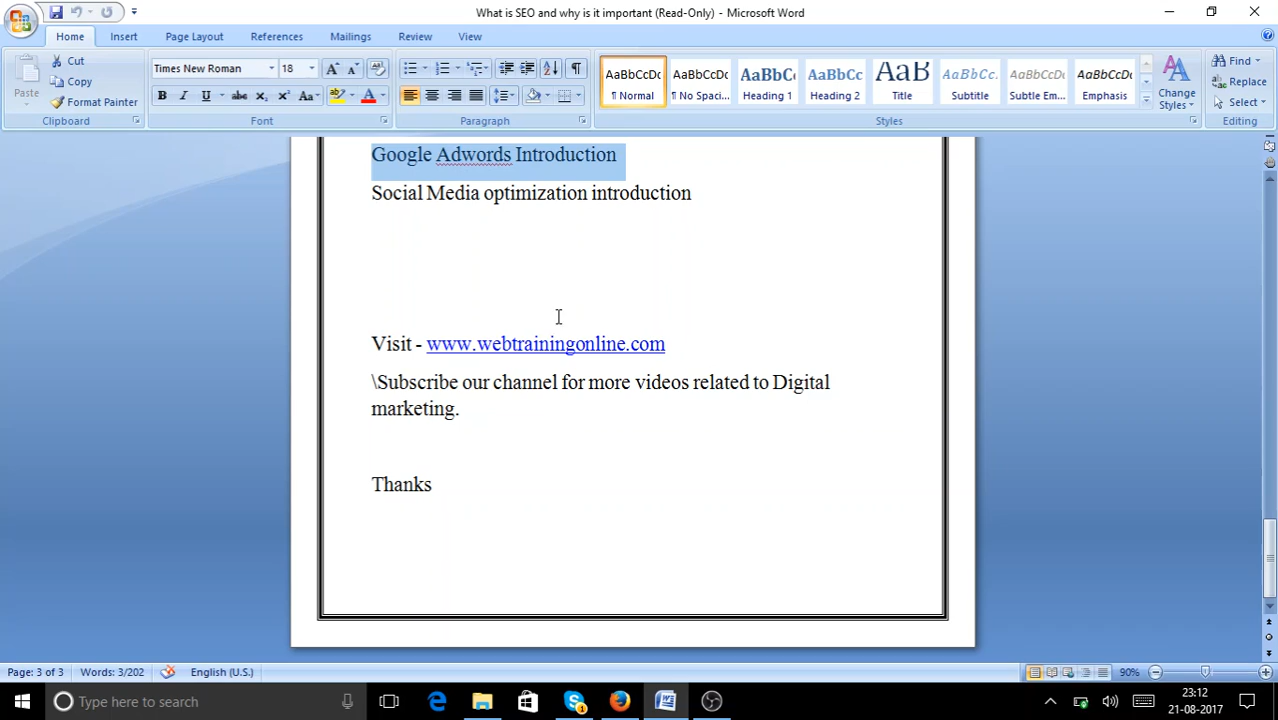 What is SEO and why is it important (Read-Only) - Microsoft Word
Home Insert Page Layout References Mailings Review View
Paste
Cut
Copy
Format Painter
Clipboard
Times New Roman 18
Font
Paragraph
AaBbCcDc AaBbCcDc AaBbC AaBbCc AaB AaBbCc. AaBbCcDc AaBbCcDc
¶ Normal ¶ No Spaci... Heading 1 Heading 2 Title Subtitle Subtle Em... Emphasis
Change
Styles
Styles
Find
Replace
Select
Editing
Google Adwords Introduction
Social Media optimization introduction
Visit - www.webtrainingonline.com
\Subscribe our channel for more videos related to Digital
marketing.
Thanks
Page: 3 of 3 Words: 3/202 English (U.S.) 90%
Type here to search
23:12
21-08-2017